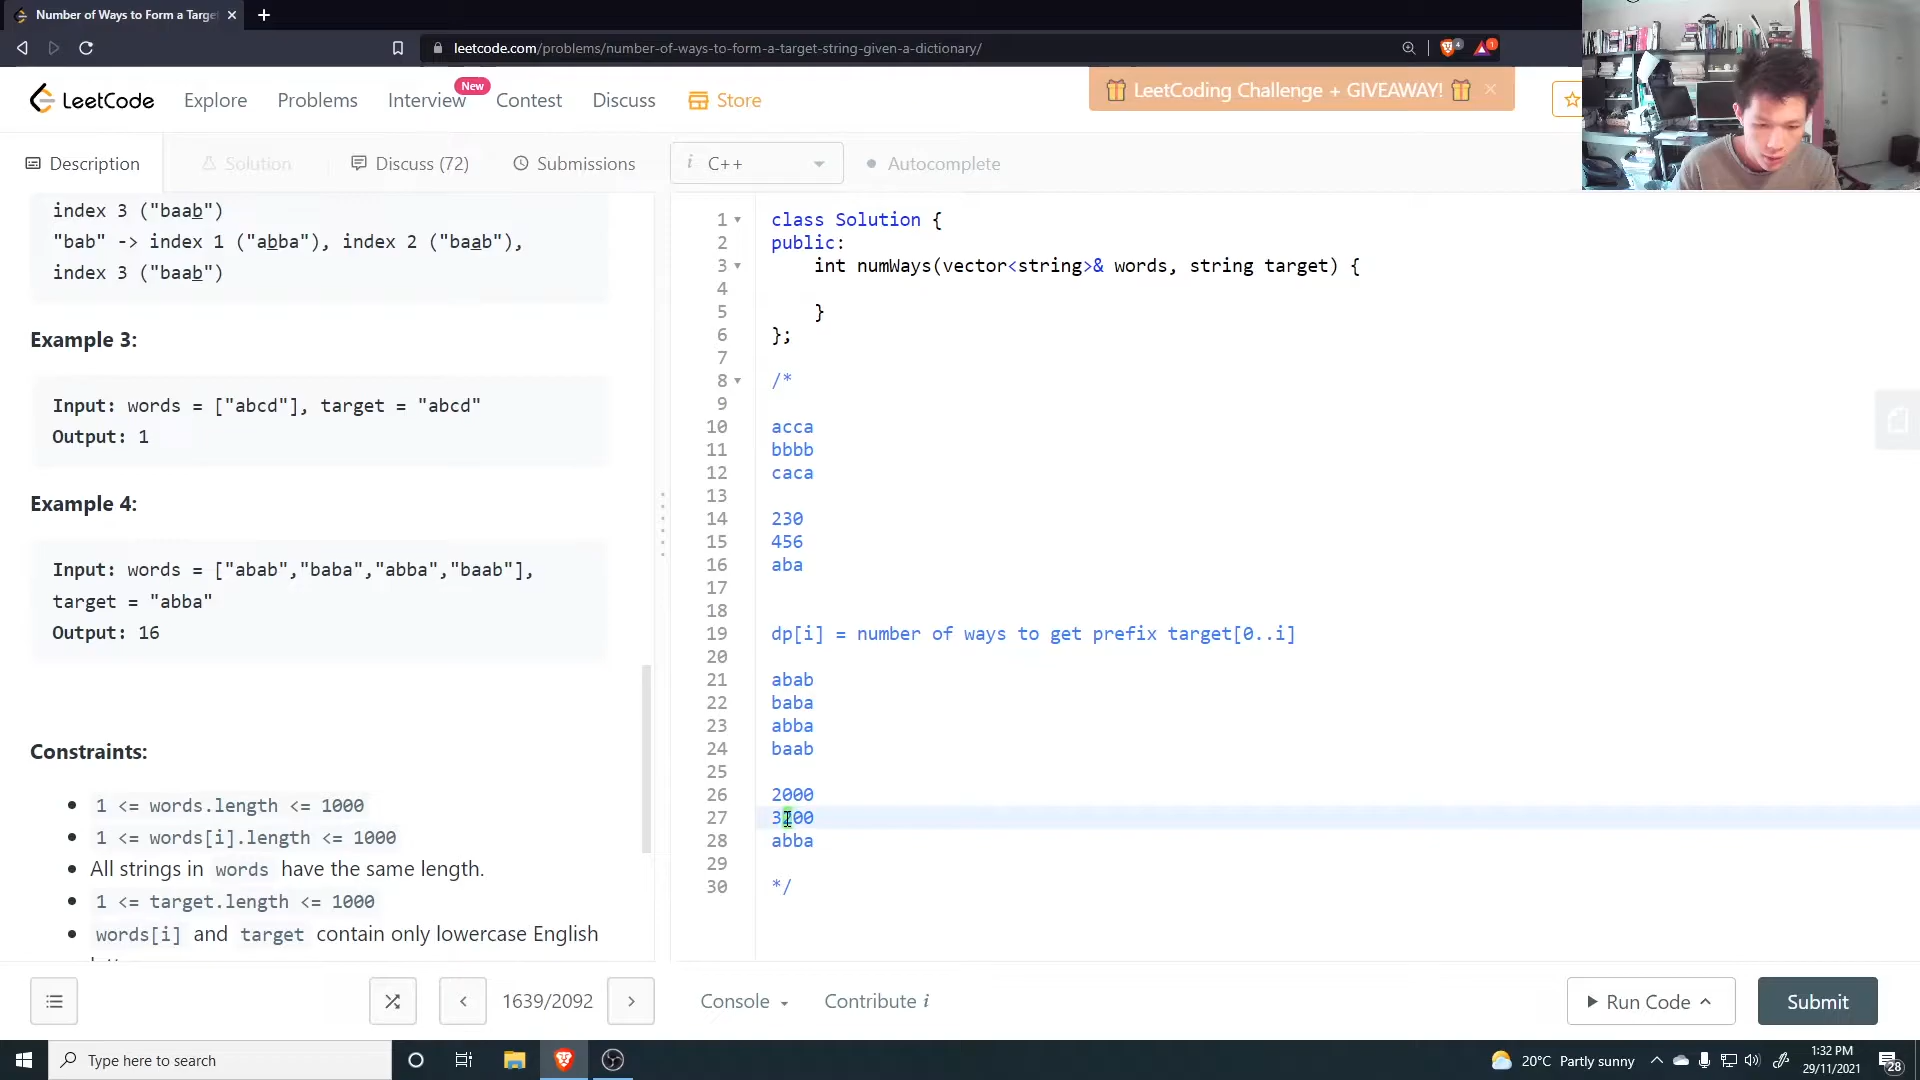 Number of Ways to Form a Targe
leetcode.com/problems/number-of-ways-to-form-a-target-string-given-a-dictionary/
4
1
LeetCode
Explore
Problems
Interview
New
Contest
Discuss
Store
LeetCoding Challenge + GIVEAWAY!
Description
Solution
Discuss (72)
Submissions
i C++
Autocomplete
index 3 ("baab")
"bab" -> index 1 ("abba"), index 2 ("baab"),
index 3 ("baab")
Example 3:
Input: words = ["abcd"], target = "abcd"
Output: 1
Example 4:
Input: words = ["abab","baba","abba","baab"],
target = "abba"
Output: 16
Constraints:
1 <= words.length <= 1000
1 <= words[i].length <= 1000
All strings in words have the same length.
1 <= target.length <= 1000
words[i] and target contain only lowercase English
1 class Solution {
2 public:
3 int numWays(vector<string>& words, string target) {
4
5 }
6 };
7
8 /*
9
10 acca
11 bbbb
12 caca
13
14 230
15 456
16 aba
17
18
19 dp[i] = number of ways to get prefix target[0..i]
20
21 abab
22 baba
23 abba
24 baab
25
26 2000
27
28 abba
29
30 */
1639/2092
Console
Contribute i
Run Code
Submit
Type here to search
20°C Partly sunny
1:32 PM
29/11/2021
28